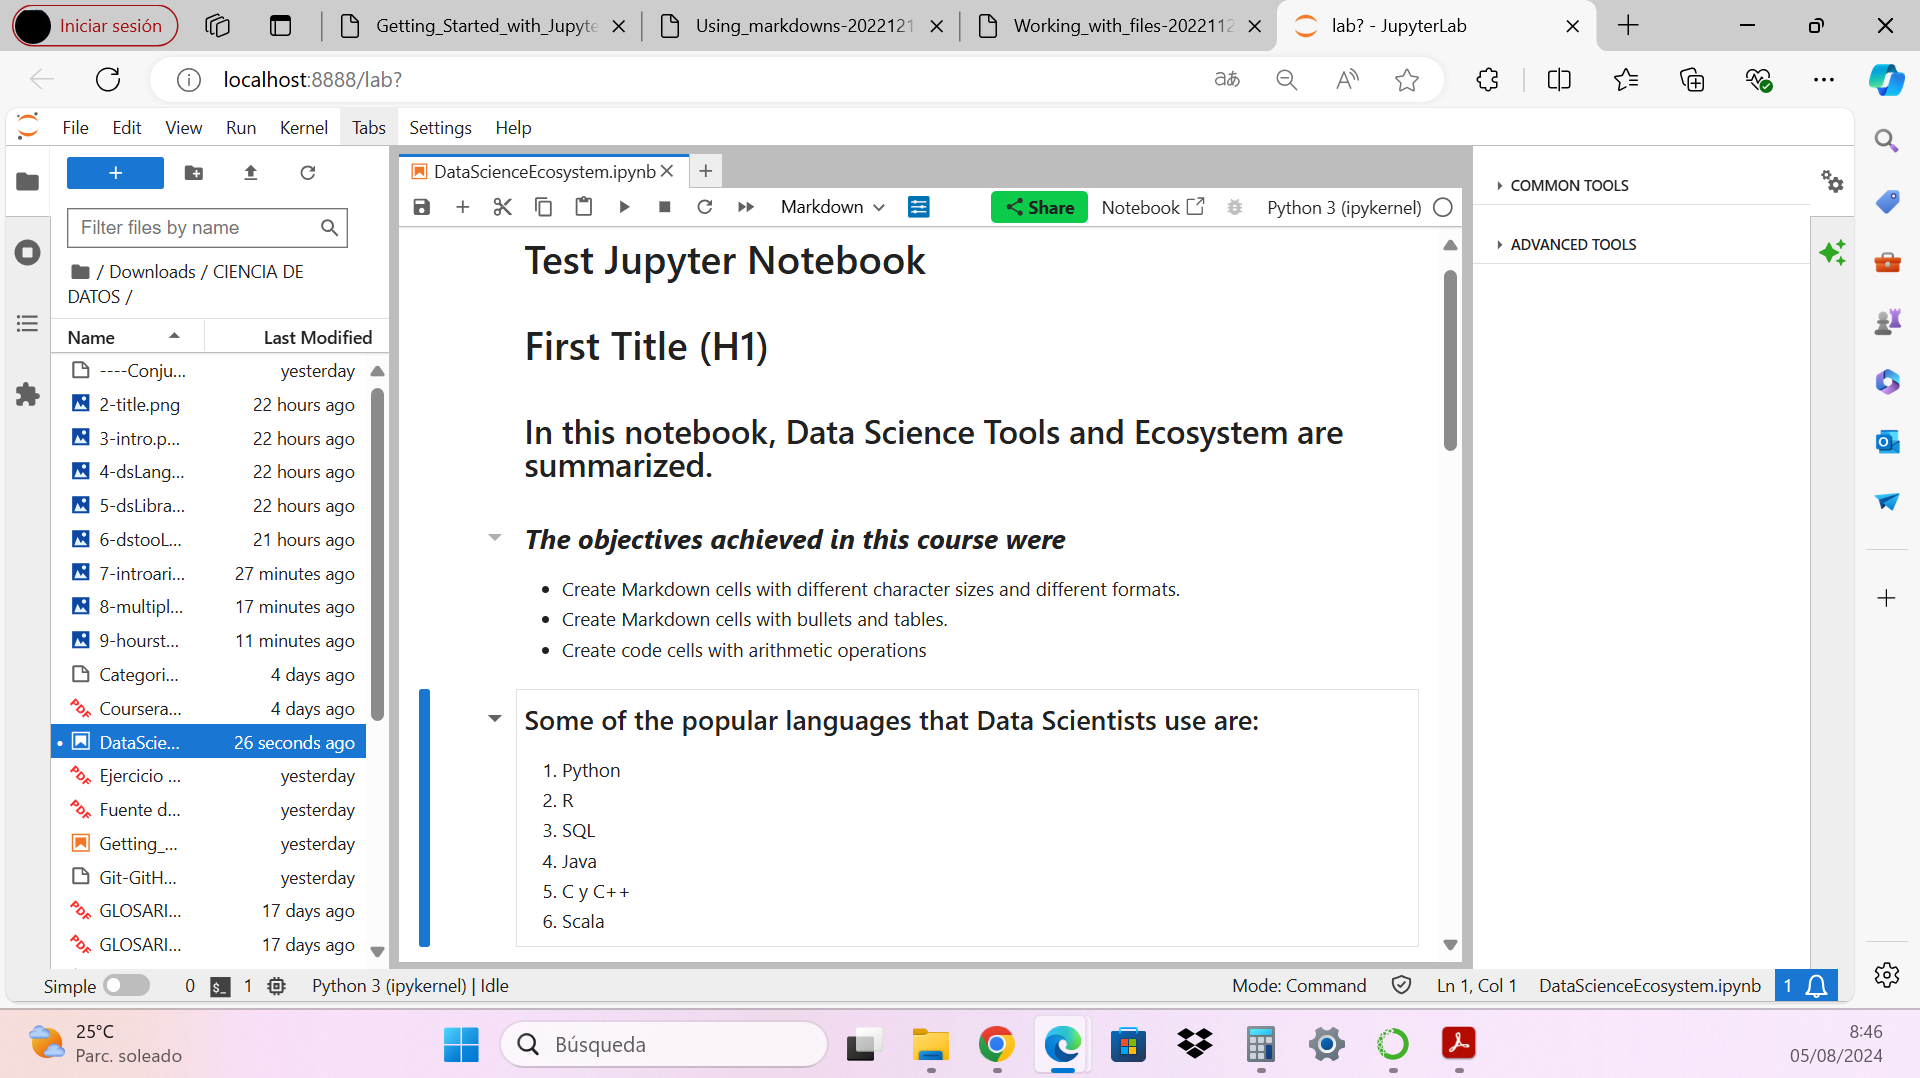 Iniciar sesión
Getting_Started_with_Jupyte
Using_markdowns-2022121
Working_with_files-2022112
lab? - JupyterLab
localhost:8888/lab?
File Edit View Run Kernel Tabs Settings Help
DataScienceEcosystem.ipynb
Markdown
Share
Notebook
Python 3 (ipykernel)
Filter files by name
/ Downloads / CIENCIA DE
DATOS /
Name Last Modified
----Conju... yesterday
2-title.png 22 hours ago
3-intro.p... 22 hours ago
4-dsLang... 22 hours ago
5-dsLibra... 22 hours ago
6-dstooL... 21 hours ago
7-introari... 27 minutes ago
8-multipl... 17 minutes ago
9-hourst... 11 minutes ago
Categori... 4 days ago
Coursera... 4 days ago
DataScie... 26 seconds ago
Ejercicio ... yesterday
Fuente d... yesterday
Getting_... yesterday
Git-GitH... yesterday
GLOSARI... 17 days ago
GLOSARI... 17 days ago
Test Jupyter Notebook
First Title (H1)
In this notebook, Data Science Tools and Ecosystem are
summarized.
The objectives achieved in this course were
• Create Markdown cells with different character sizes and different formats.
• Create Markdown cells with bullets and tables.
• Create code cells with arithmetic operations
Some of the popular languages that Data Scientists use are:
1. Python
2. R
3. SQL
4. Java
5. C y C++
6. Scala
COMMON TOOLS
ADVANCED TOOLS
Simple 0 1 Python 3 (ipykernel) | Idle
Mode: Command Ln 1, Col 1 DataScienceEcosystem.ipynb 1
25°C
Parc. soleado
Búsqueda
8:46
05/08/2024